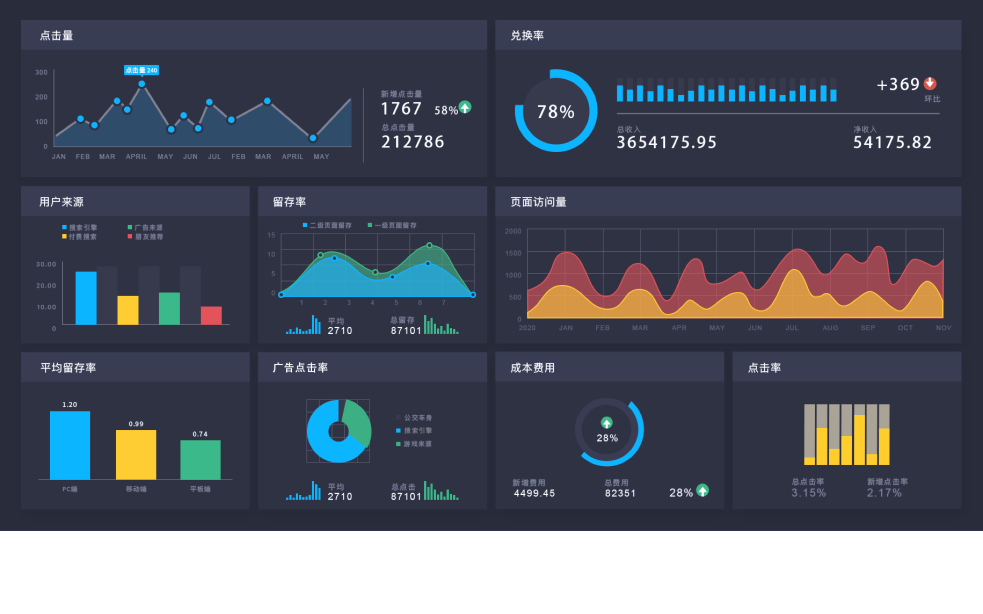 点击量
点击量 240
300
200
100
0
JAN FEB MAR APRIL MAY JUN JUL FEB MAR APRIL MAY
新增点击量
1767 58%
总点击量
212786
兑换率
78%
+369
环比
总收入
3654175.95
净收入
54175.82
用户来源
搜索引擎 广告来源
付费搜索 朋友推荐
30.00
20.00
10.00
0
留存率
二级页面留存 一级页面留存
15
10
5
0
1 2 3 4 5 6 7
平均
2710
总留存
87101
页面访问量
2000
1500
1000
500
0
2020 JAN FEB MAR APR MAY JUN JUL AUG SEP OCT NOV
平均留存率
1.20
0.99
0.74
PC端 移动端 平板端
广告点击率
公交车身
搜索引擎
游戏来源
平均
2710
总点击
87101
成本费用
28%
新增费用
4499.45
总费用
82351
28%
点击率
总点击率
3.15%
新增点击率
2.17%